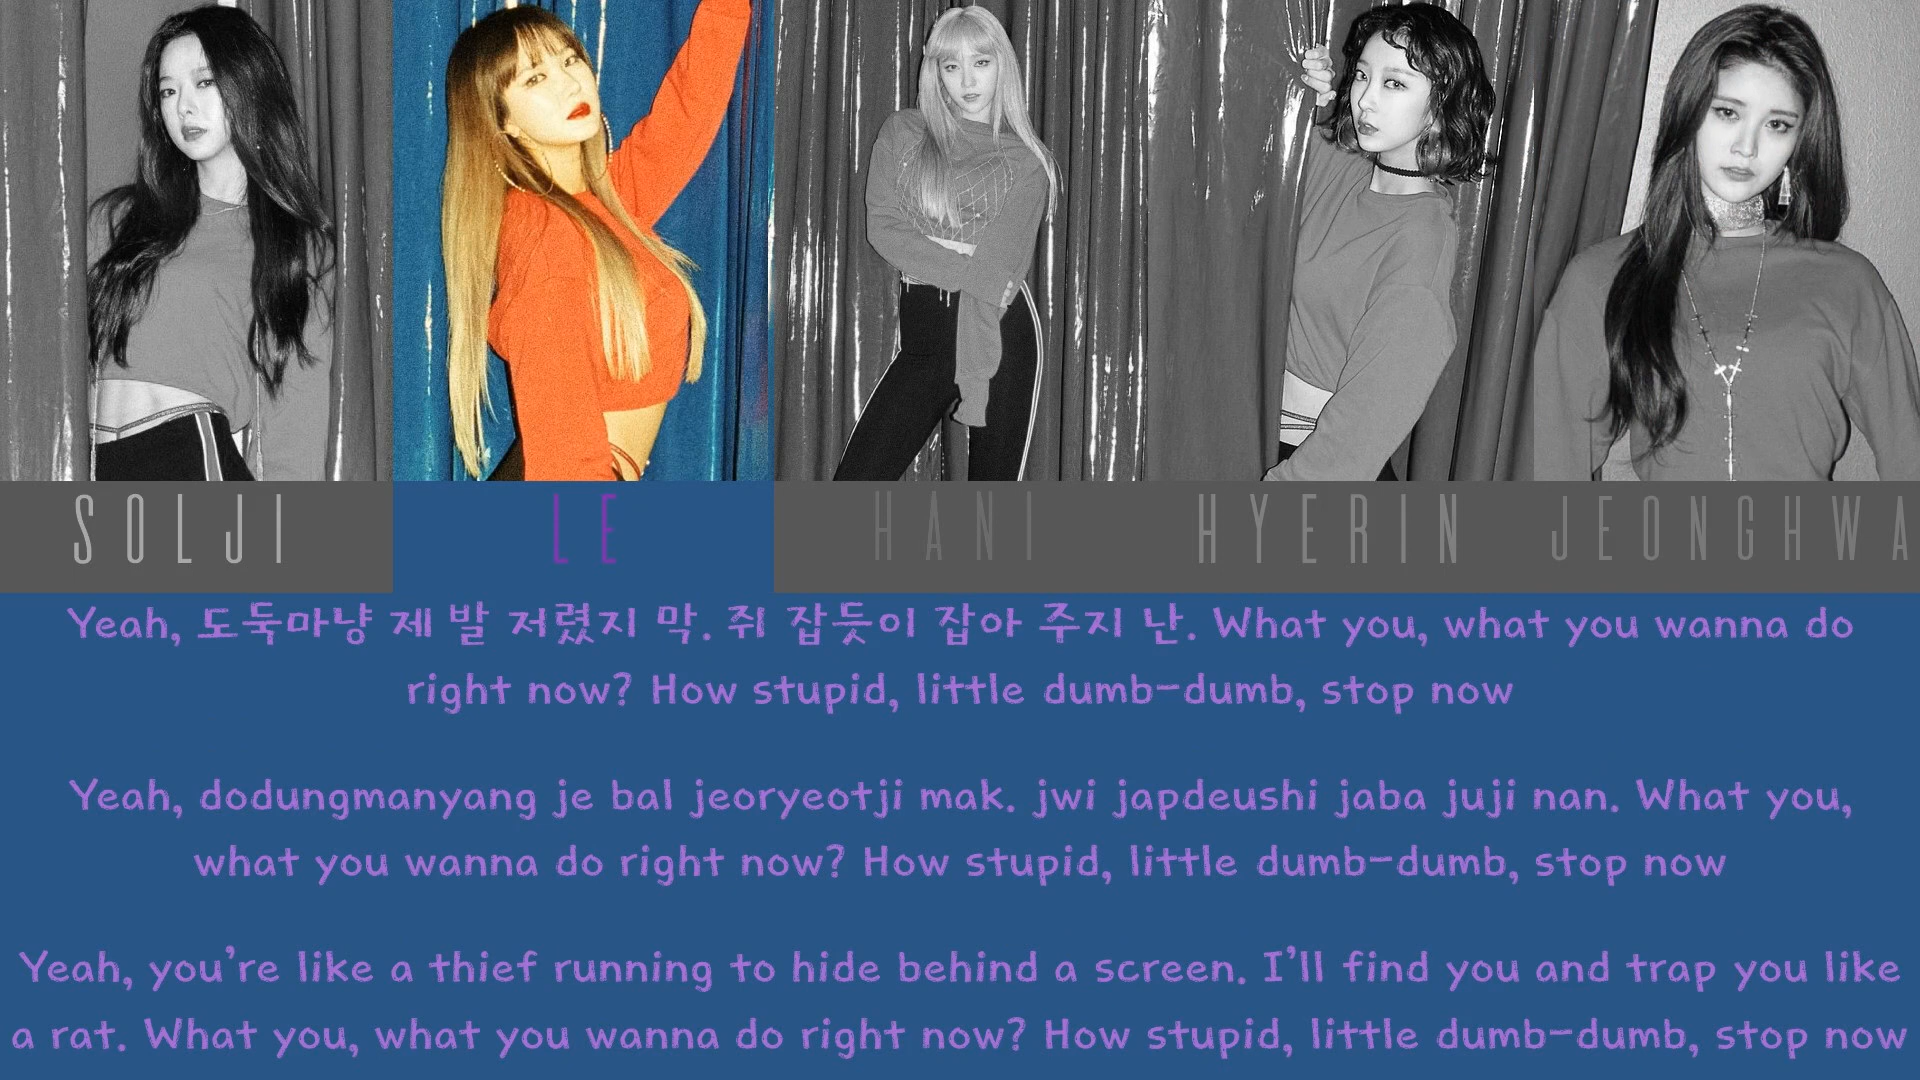 SOLJI LE HANI HYERIN JEONGHWA
Yeah, 도둑마냥 제 발 저렸지 막. 쥐 잡듯이 잡아 주지 난. What you, what you wanna do
right now? How stupid, little dumb-dumb, stop now
Yeah, dodungmanyang je bal jeoryeotji mak. jwi japdeushi jaba juji nan. What you,
what you wanna do right now? How stupid, little dumb-dumb, stop now
Yeah, you're like a thief running to hide behind a screen. I'll find you and trap you like
a rat. What you, what you wanna do right now? How stupid, little dumb-dumb, stop now